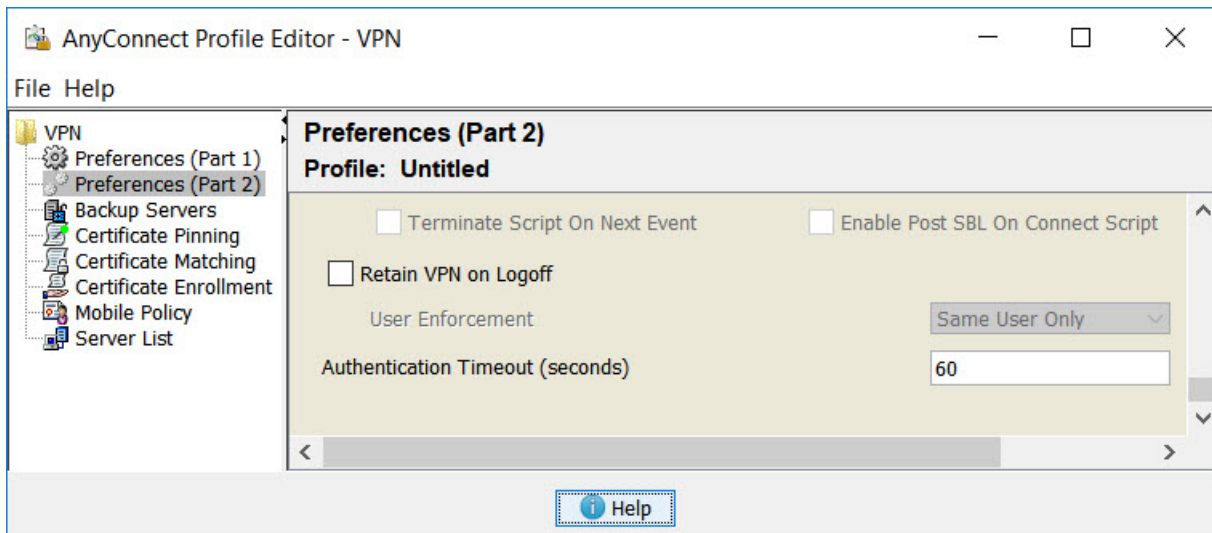 AnyConnect Profile Editor - VPN
File Help
VPN
Preferences (Part 1)
Preferences (Part 2)
Backup Servers
Certificate Pinning
Certificate Matching
Certificate Enrollment
Mobile Policy
Server List
Preferences (Part 2)
Profile: Untitled
Terminate Script On Next Event Enable Post SBL On Connect Script
Retain VPN on Logoff
User Enforcement Same User Only
Authentication Timeout (seconds) 60
Help